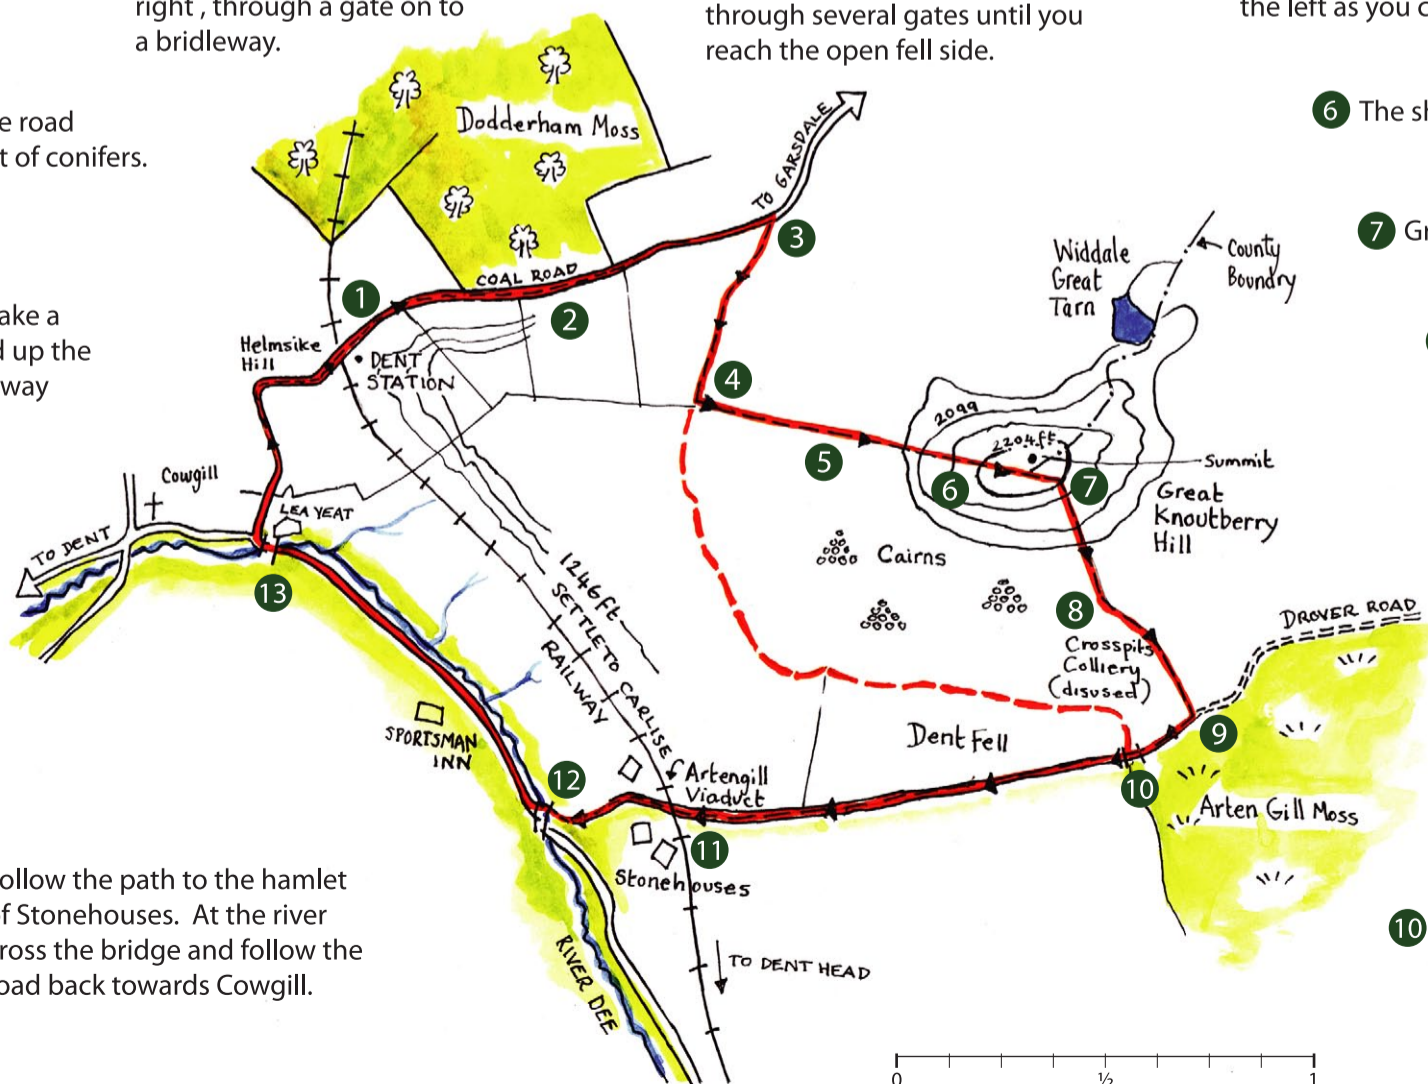 right , through a gate on to
a bridleway.
through several gates until you
reach the open fell side.
the left as you
e road
t of conifers.
6 The
7
ake a
d up the
way
Dodderham Moss
TO GARSDALE
3
COAL ROAD
1
2
Helmsike
Hill
DENT
STATION
4
Widdale
Great
Tarn
County
Boundry
2099
2204ft
Summit
5
6
7
Great
Knoutberry
Hill
Cowgill
LEA YEAT
TO DENT
13
Cairns
1246ft
SETTLE TO CARLISE
RAILWAY
8
Crosspits
Colliery
(disused)
DROVER ROAD
9
SPORTSMAN
INN
12
Artengill
Viaduct
Dent Fell
10
Arten Gill Moss
11
Stonehouses
ollow the path to the hamlet
of Stonehouses. At the river
ross the bridge and follow the
oad back towards Cowgill.
RIVER DEE
TO DENT HEAD
10
0 ½ 1